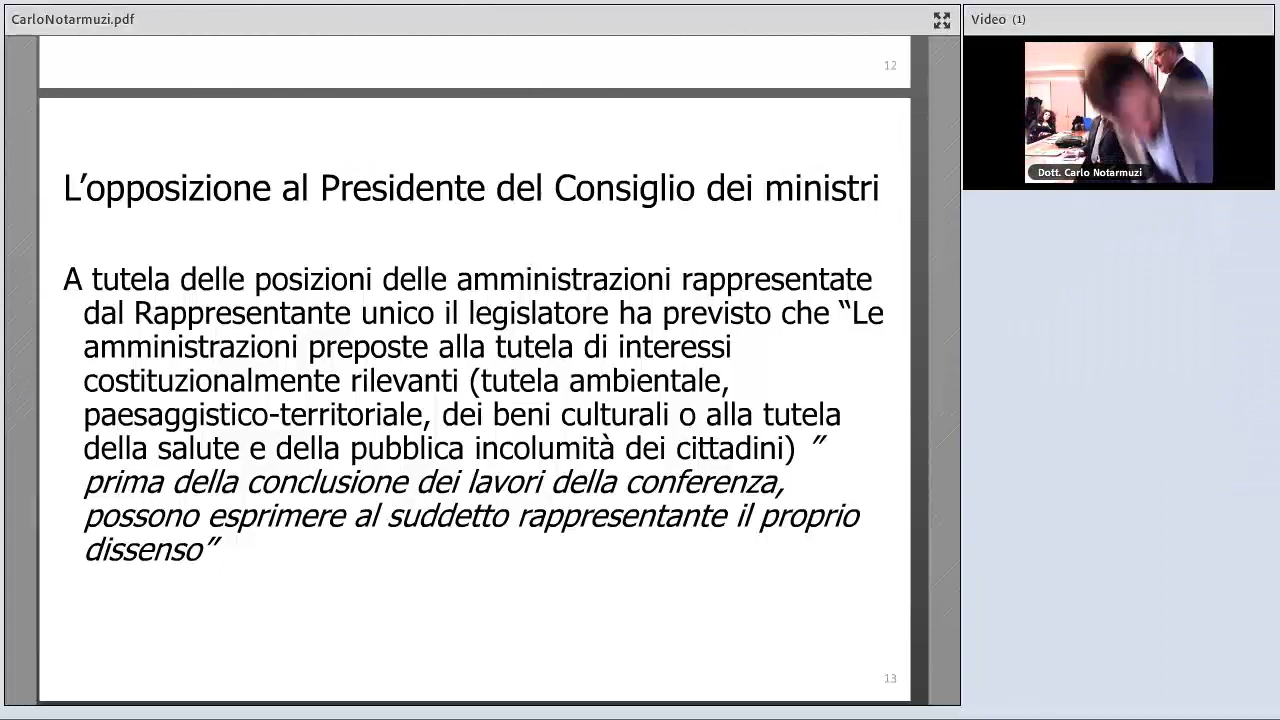 CarloNotarmuzi.pdf
Video (1)
12
Dott. Carlo Notarmuzi
L’opposizione al Presidente del Consiglio dei ministri
A tutela delle posizioni delle amministrazioni rappresentate
dal Rappresentante unico il legislatore ha previsto che “Le
amministrazioni preposte alla tutela di interessi
costituzionalmente rilevanti (tutela ambientale,
paesaggistico-territoriale, dei beni culturali o alla tutela
della salute e della pubblica incolumità dei cittadini) ”
prima della conclusione dei lavori della conferenza,
possono esprimere al suddetto rappresentante il proprio
dissenso”
13